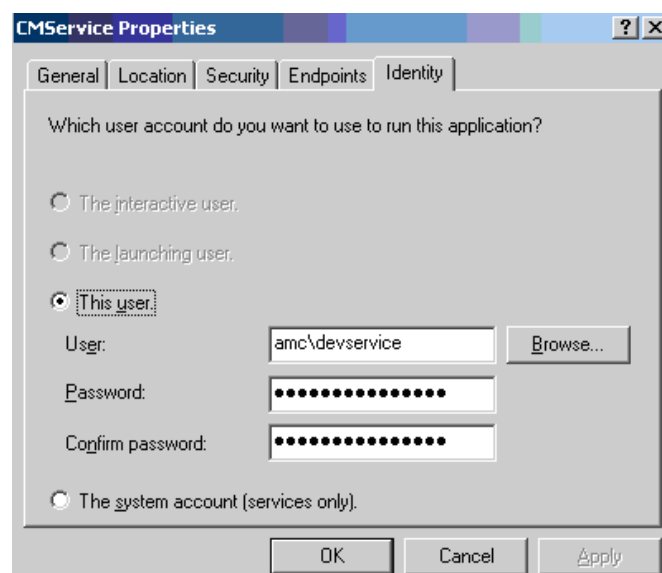 CMService Properties
General Location Security Endpoints Identity
Which user account do you want to use to run this application?
The interactive user.
The launching user.
This user.
User: amc\devservice Browse...
Password: ●●●●●●●●●●●●●●●
Confirm password: ●●●●●●●●●●●●●●●
The system account (services only).
OK Cancel Apply